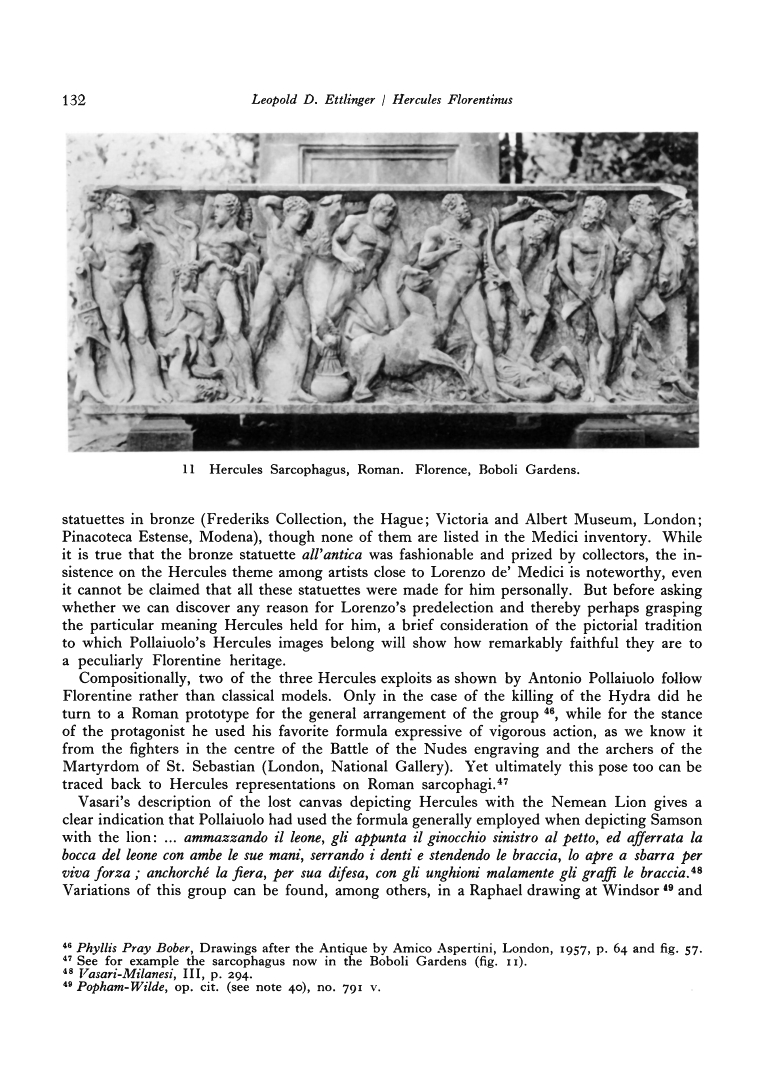 132 Leopold D. Ettlinger / Hercules Florentinus
11 Hercules Sarcophagus, Roman. Florence, Boboli Gardens.
statuettes in bronze (Frederiks Collection, the Hague; Victoria and Albert Museum, London;
Pinacoteca Estense, Modena), though none of them are listed in the Medici inventory. While
it is true that the bronze statuette all'antica was fashionable and prized by collectors, the in-
sistence on the Hercules theme among artists close to Lorenzo de' Medici is noteworthy, even
it cannot be claimed that all these statuettes were made for him personally. But before asking
whether we can discover any reason for Lorenzo's predelection and thereby perhaps grasping
the particular meaning Hercules held for him, a brief consideration of the pictorial tradition
to which Pollaiuolo's Hercules images belong will show how remarkably faithful they are to
a peculiarly Florentine heritage.
Compositionally, two of the three Hercules exploits as shown by Antonio Pollaiuolo follow
Florentine rather than classical models. Only in the case of the killing of the Hydra did he
turn to a Roman prototype for the general arrangement of the group 46, while for the stance
of the protagonist he used his favorite formula expressive of vigorous action, as we know it
from the fighters in the centre of the Battle of the Nudes engraving and the archers of the
Martyrdom of St. Sebastian (London, National Gallery). Yet ultimately this pose too can be
traced back to Hercules representations on Roman sarcophagi.47
Vasari's description of the lost canvas depicting Hercules with the Nemean Lion gives a
clear indication that Pollaiuolo had used the formula generally employed when depicting Samson
with the lion: ... ammazzando il leone, gli appunta il ginocchio sinistro al petto, ed afferrata la
bocca del leone con ambe le sue mani, serrando i denti e stendendo le braccia, lo apre a sbarra per
viva forza ; anchorché la fiera, per sua difesa, con gli unghioni malamente gli graffi le braccia.48
Variations of this group can be found, among others, in a Raphael drawing at Windsor 49 and
46 Phyllis Pray Bober, Drawings after the Antique by Amico Aspertini, London, 1957, p. 64 and fig. 57.
47 See for example the sarcophagus now in the Boboli Gardens (fig. 11).
48 Vasari-Milanesi, III, p. 294.
49 Popham-Wilde, op. cit. (see note 40), no. 791 v.